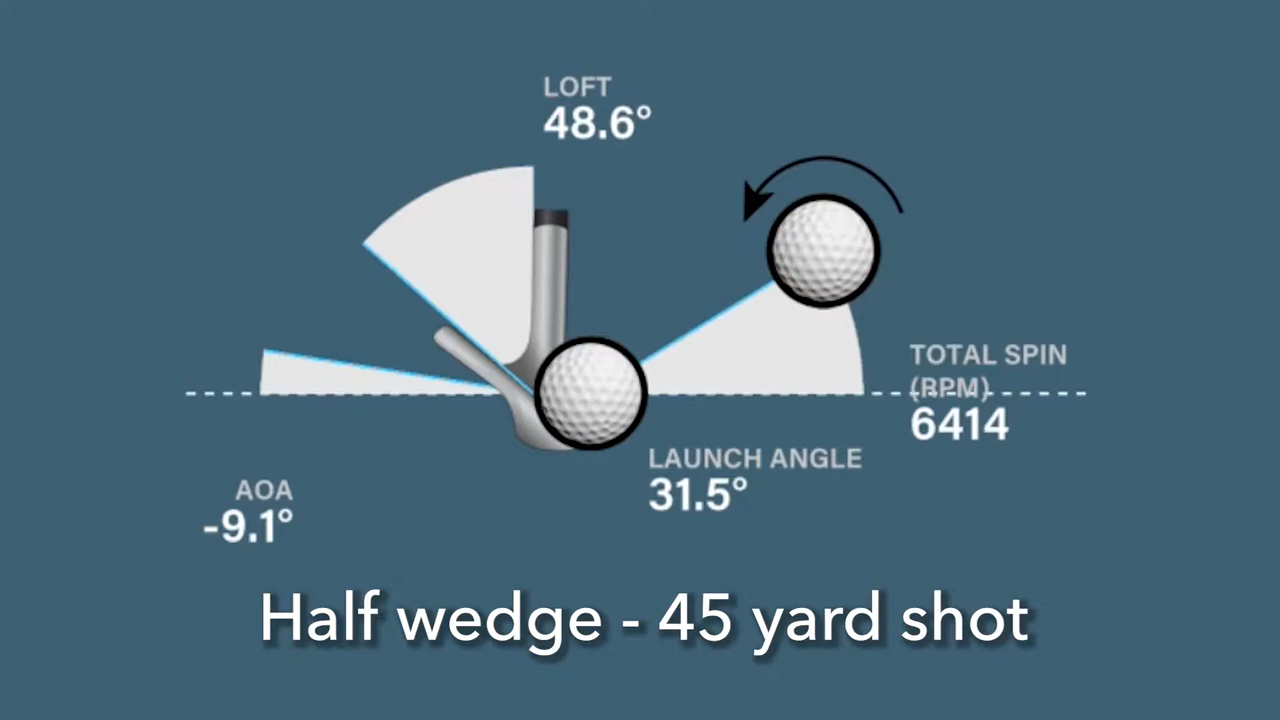 LOFT
48.6°
TOTAL SPIN
(RPM)
6414
LAUNCH ANGLE
31.5°
AOA
-9.1°
Half wedge - 45 yard shot